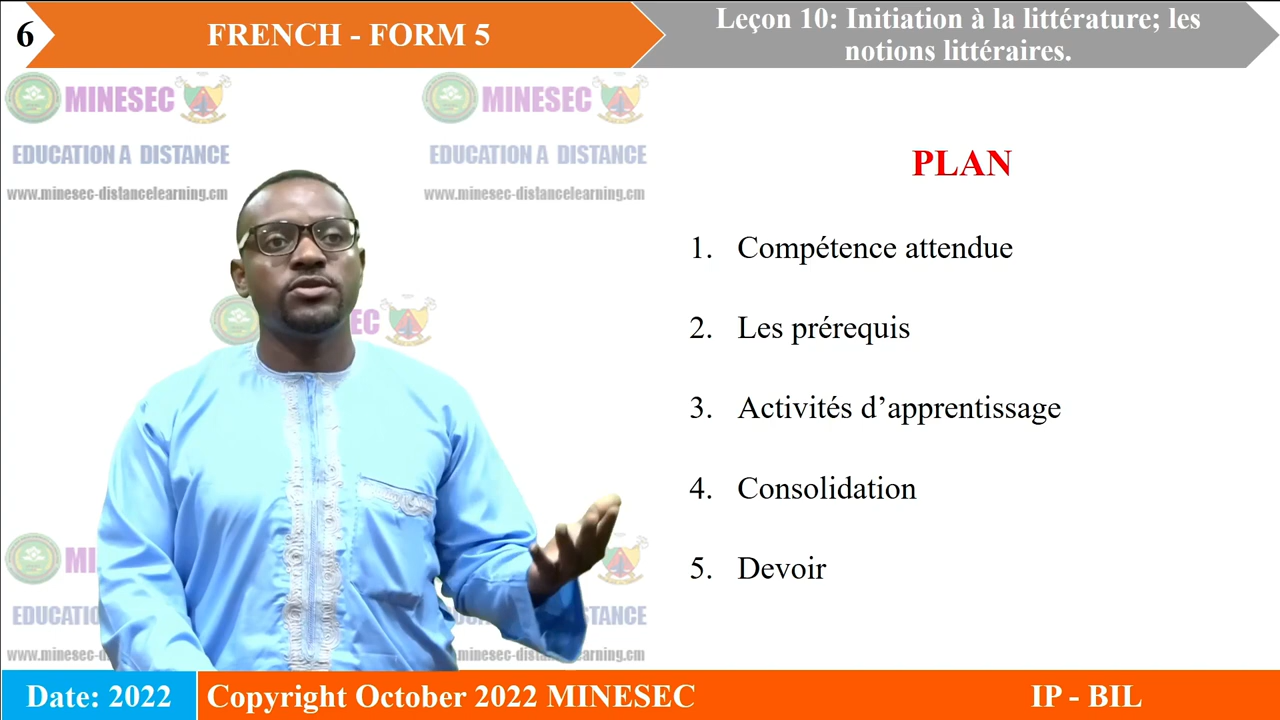 6
FRENCH - FORM 5
Leçon 10: Initiation à la littérature; les
notions littéraires.
MINESEC
EDUCATION A DISTANCE
www.minesec-distancelearning.cm
MINESEC
EDUCATION A DISTANCE
www.minesec-distancelearning.cm
PLAN
1. Compétence attendue
2. Les prérequis
3. Activités d’apprentissage
4. Consolidation
5. Devoir
Date: 2022
Copyright October 2022 MINESEC
IP - BIL